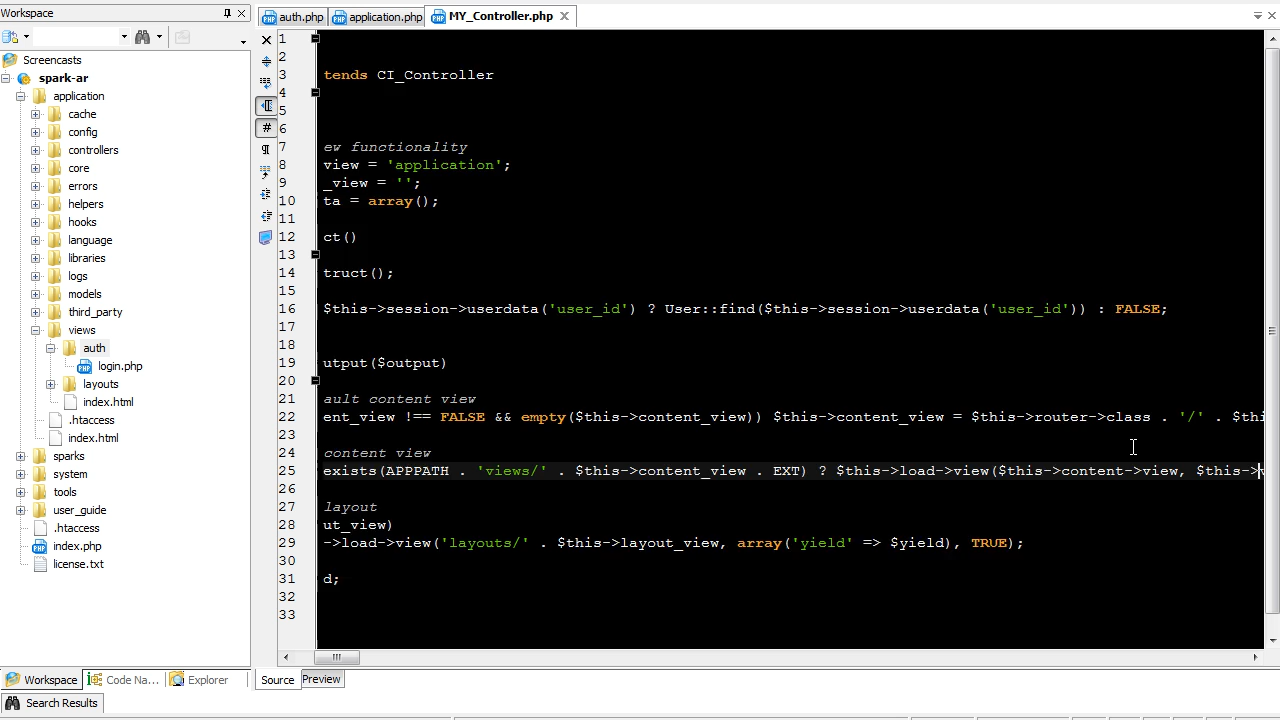 Workspace
auth.php
application.php
MY_Controller.php
Screencasts
spark-ar
application
cache
config
controllers
core
errors
helpers
hooks
language
libraries
logs
models
third_party
views
auth
login.php
layouts
index.html
.htaccess
index.html
sparks
system
tools
user_guide
.htaccess
index.php
license.txt
1
2
3 tends CI_Controller
4
5
6
7 ew functionality
8 view = 'application';
9 _view = '';
10 ta = array();
11
12 ct()
13
14 truct();
15
16 $this->session->userdata('user_id') ? User::find($this->session->userdata('user_id')) : FALSE;
17
18
19 utput($output)
20
21 ault content view
22 ent_view !== FALSE && empty($this->content_view)) $this->content_view = $this->router->class . '/' . $thi
23
24 content view
25 exists(APPPATH . 'views/' . $this->content_view . EXT) ? $this->load->view($this->content->view, $this->v
26
27 layout
28 ut_view)
29 ->load->view('layouts/' . $this->layout_view, array('yield' => $yield), TRUE);
30
31 d;
32
33
Workspace
Code Na...
Explorer
Source
Preview
Search Results